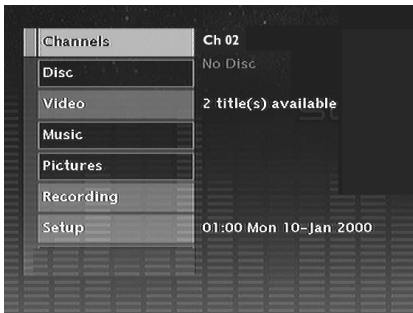 Channels Ch 02
Disc No Disc
Video 2 title(s) available
Music
Pictures
Recording
Setup 01:00 Mon 10-Jan 2000